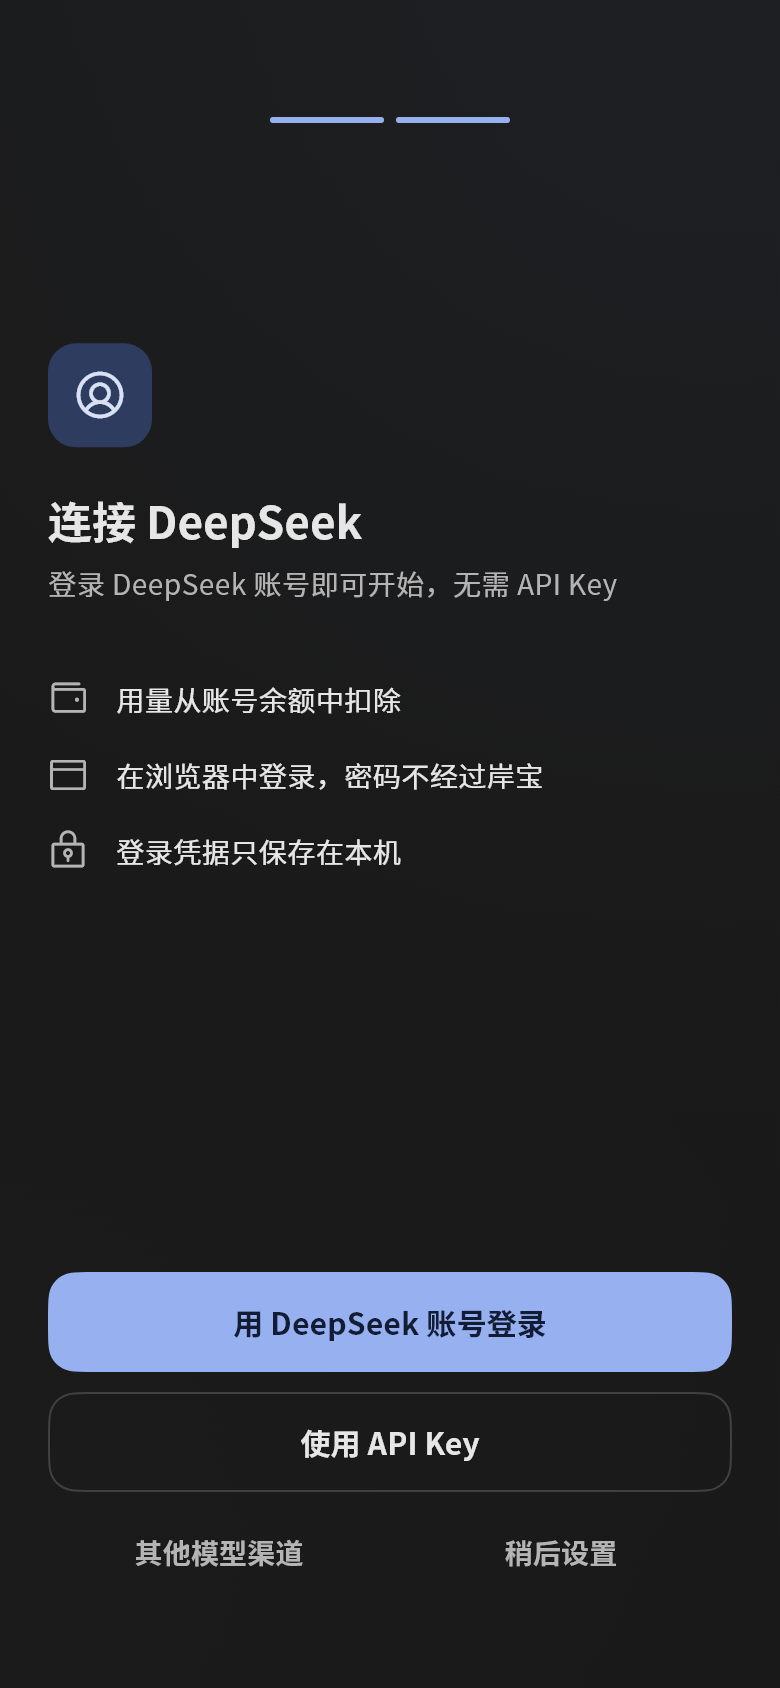 连接 DeepSeek
登录 DeepSeek 账号即可开始，无需 API Key
用量从账号余额中扣除
在浏览器中登录，密码不经过岸宝
登录凭据只保存在本机
用 DeepSeek 账号登录
使用 API Key
其他模型渠道
稍后设置